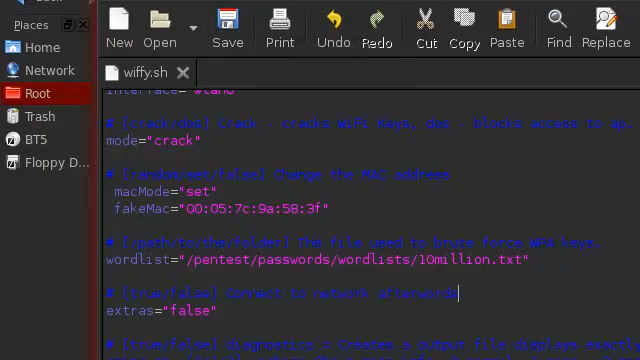 Places
Home
Network
Root
Trash
BT5
Floppy D...
New Open Save Print Undo Redo Cut Copy Paste Find Replace
wiffy.sh
interface="wlan0"
# [crack/dos] Crack - cracks WiFi Keys, dos - blocks access to ap.
mode="crack"
# [random/set/false] Change the MAC address
macMode="set"
fakeMac="00:05:7c:9a:58:3f"
# [/path/to/the/folder] The file used to brute force WPA keys.
wordlist="/pentest/passwords/wordlists/10million.txt"
# [true/false] Connect to network afterwords
extras="false"
# [true/false] diagnostics = Creates a output file displays exactl